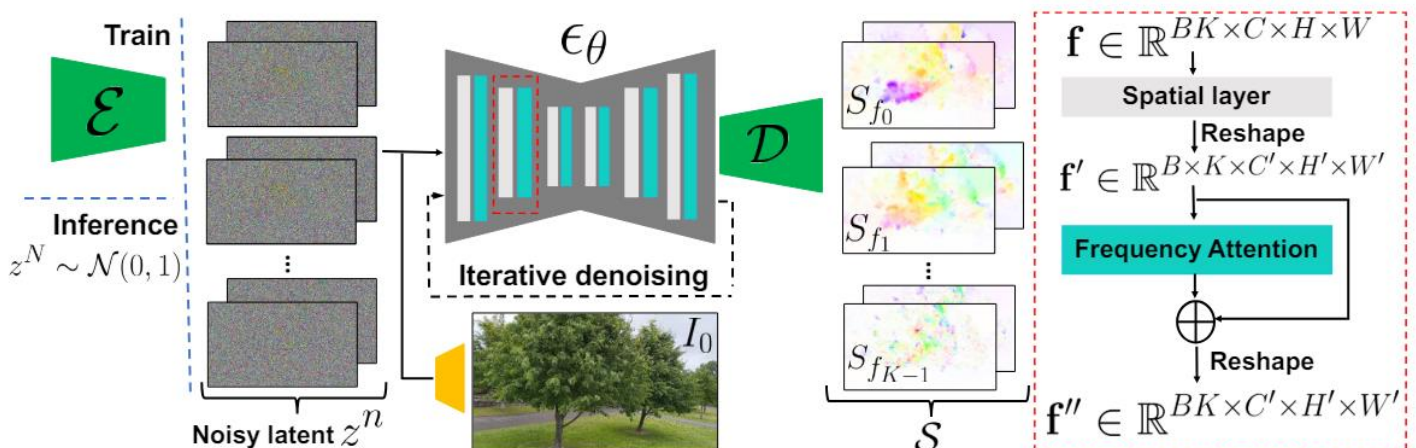 Train
ℰ
Inference
z^N ∼ 𝒩(0, 1)
...
Noisy latent z^n
ϵ_θ
Iterative denoising
I_0
𝒟
S_{f_0}
S_{f_1}
...
S_{f_{K−1}}
𝒮
f ∈ ℝ^{BK×C×H×W}
Spatial layer
Reshape
f′ ∈ ℝ^{B×K×C′×H′×W′}
Frequency Attention
Reshape
f″ ∈ ℝ^{BK×C′×H′×W′}